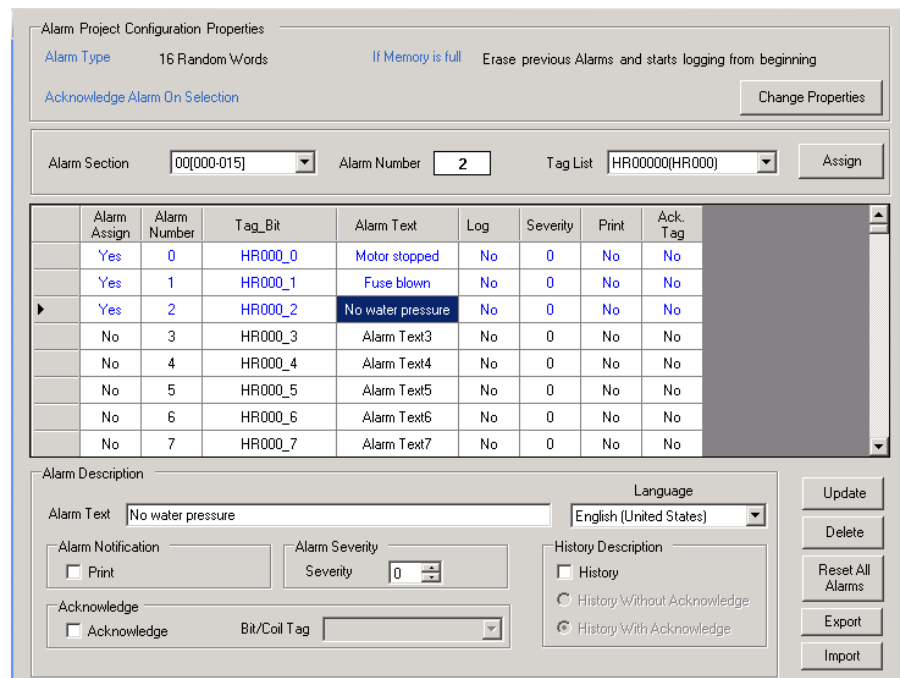 Alarm Project Configuration Properties
Alarm Type 16 Random Words If Memory is full Erase previous Alarms and starts logging from beginning
Acknowledge Alarm On Selection Change Properties
Alarm Section 00[000-015] Alarm Number 2 Tag List HR00000(HR000) Assign
Alarm Assign Alarm Number Tag_Bit Alarm Text Log Severity Print Ack. Tag
Yes 0 HR000_0 Motor stopped No 0 No No
Yes 1 HR000_1 Fuse blown No 0 No No
Yes 2 HR000_2 No water pressure No 0 No No
No 3 HR000_3 Alarm Text3 No 0 No No
No 4 HR000_4 Alarm Text4 No 0 No No
No 5 HR000_5 Alarm Text5 No 0 No No
No 6 HR000_6 Alarm Text6 No 0 No No
No 7 HR000_7 Alarm Text7 No 0 No No
Alarm Description
Language
Update
Alarm Text No water pressure English (United States)
Delete
Alarm Notification Alarm Severity History Description
Print Severity 0 History
Reset All Alarms
History Without Acknowledge
Acknowledge
Export
Acknowledge Bit/Coil Tag History With Acknowledge
Import